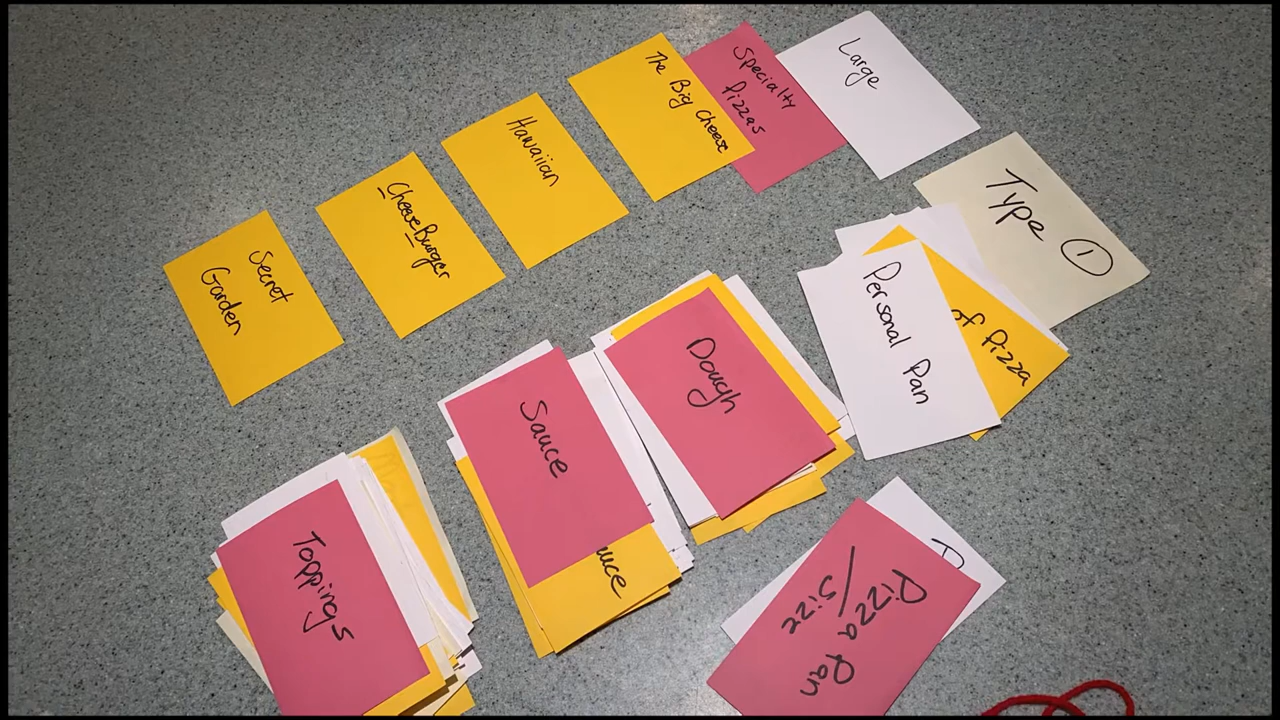 Large
Specialty
Pizzas
The Big Cheese
Hawaiian
CheeseBurger
Secret
Garden
Type ①
of Pizza
Personal Pan
Dough
Sauce
Toppings
Pizza Pan
/Size